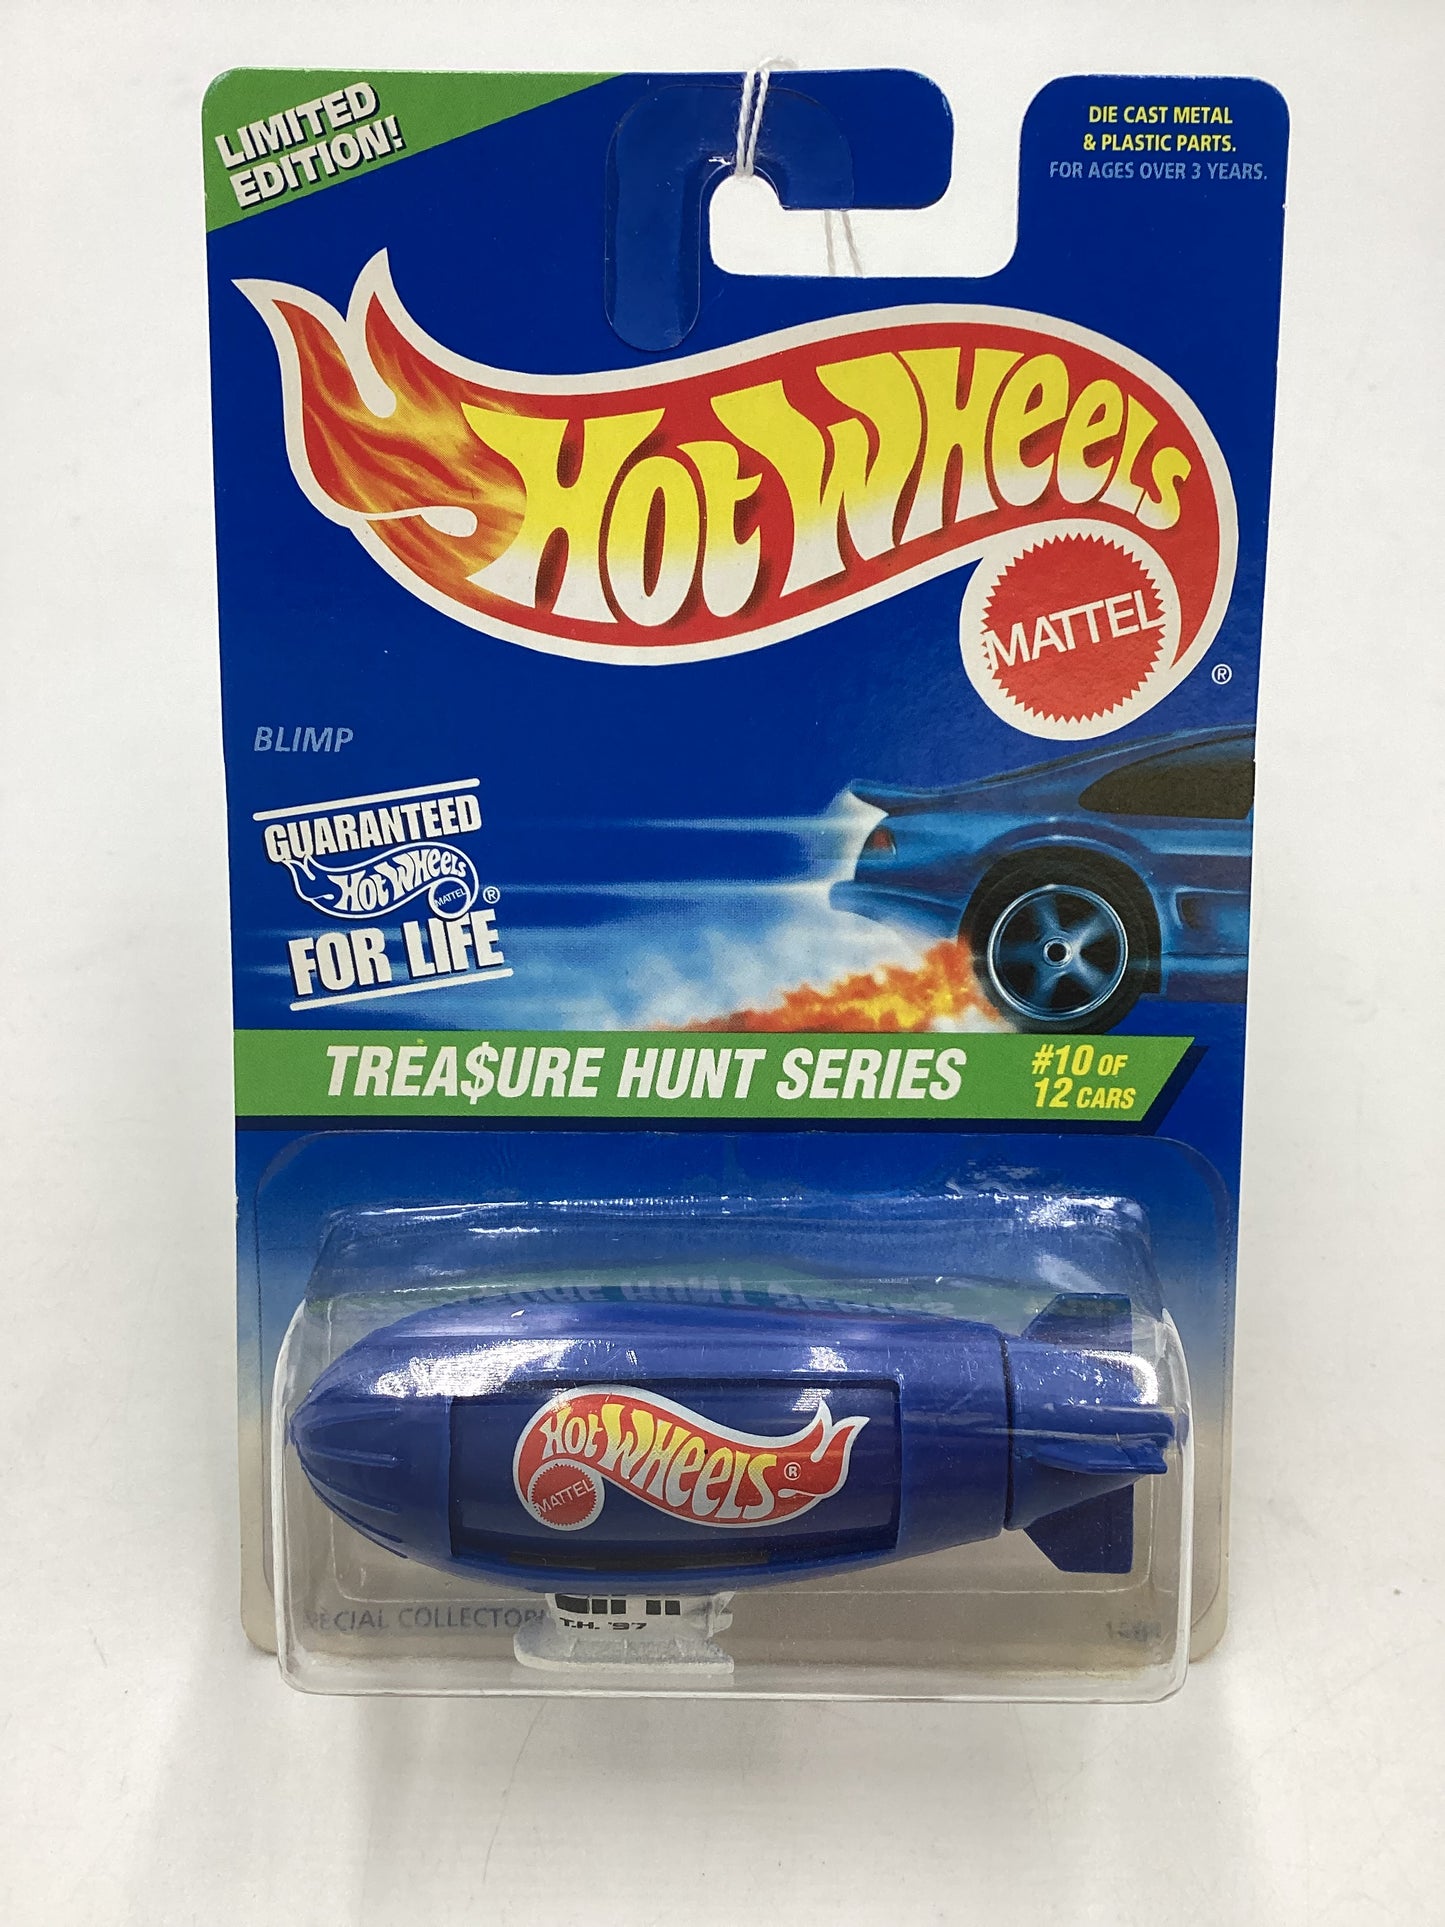 LIMITED
EDITION!
DIE CAST METAL
& PLASTIC PARTS.
FOR AGES OVER 3 YEARS.
HOT WHEELS
MATTEL
®
BLIMP
GUARANTEED
HOT WHEELS
MATTEL ®
FOR LIFE
TREA$URE HUNT SERIES
#10 OF
12 CARS
HOT WHEELS ®
MATTEL
T.H. '97